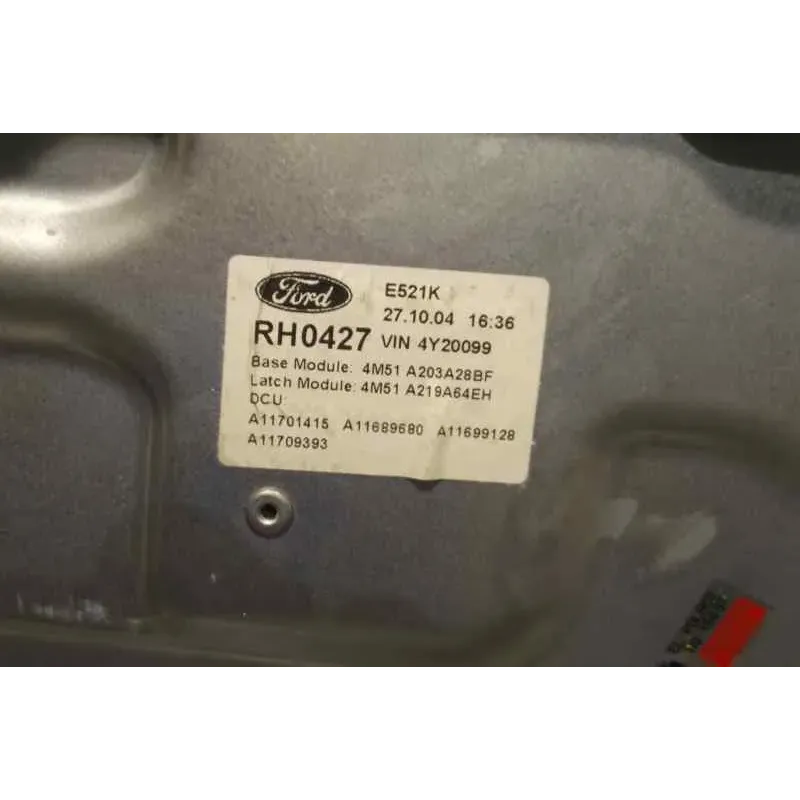 Ford E521K
27.10.04 16:36
RH0427 VIN 4Y20099
Base Module: 4M51 A203A28BF
Latch Module: 4M51 A219A64EH
DCU
A11701415 A11689680 A11699128
A11709393